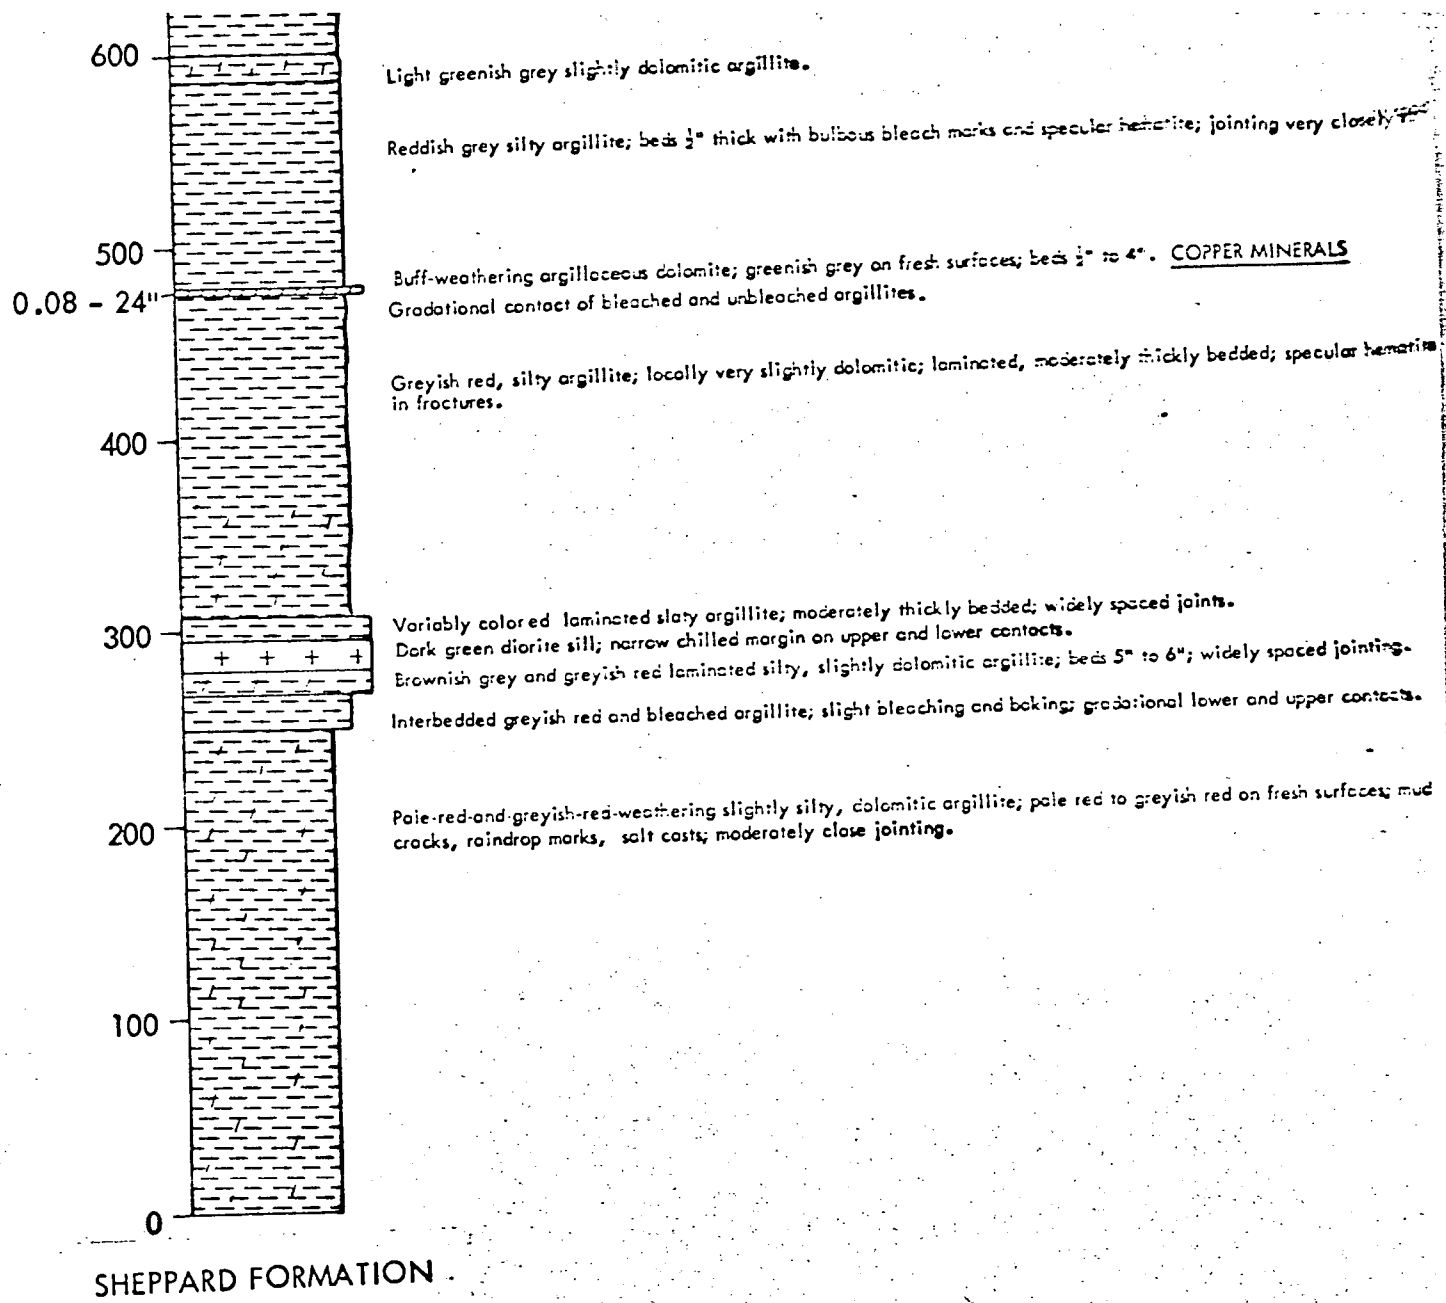 600
Light greenish grey slightly dolomitic argillite.
Reddish grey silty argillite; beds ½" thick with bulbous bleach marks and specular hematite; jointing very closely
500
Buff-weathering argillaceous dolomite; greenish grey on fresh surfaces; beds ½" to 4". COPPER MINERALS
0.08 - 24"
Gradational contact of bleached and unbleached argillites.
Greyish red, silty argillite; locally very slightly dolomitic; laminated, moderately thickly bedded; specular hematite
in fractures.
400
Variably colored laminated slaty argillite; moderately thickly bedded; widely spaced joints.
300
Dark green diorite sill; narrow chilled margin on upper and lower contacts.
Brownish grey and greyish red laminated silty, slightly dolomitic argillite; beds 5" to 6"; widely spaced jointing.
Interbedded greyish red and bleached argillite; slight bleaching and baking; gradational lower and upper contacts.
Pale-red-and-greyish-red-weathering slightly silty, dolomitic argillite; pale red to greyish red on fresh surfaces; mud
200
cracks, raindrop marks, salt casts; moderately close jointing.
100
0
SHEPPARD FORMATION